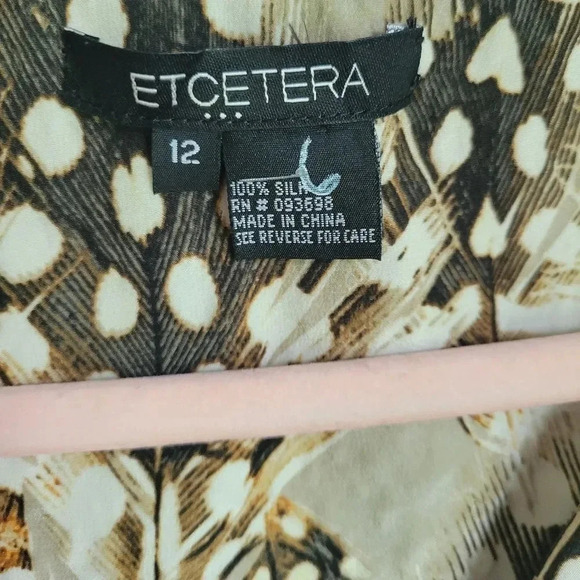 ETCETERA
12
100% SILK
RN # 093698
MADE IN CHINA
SEE REVERSE FOR CARE